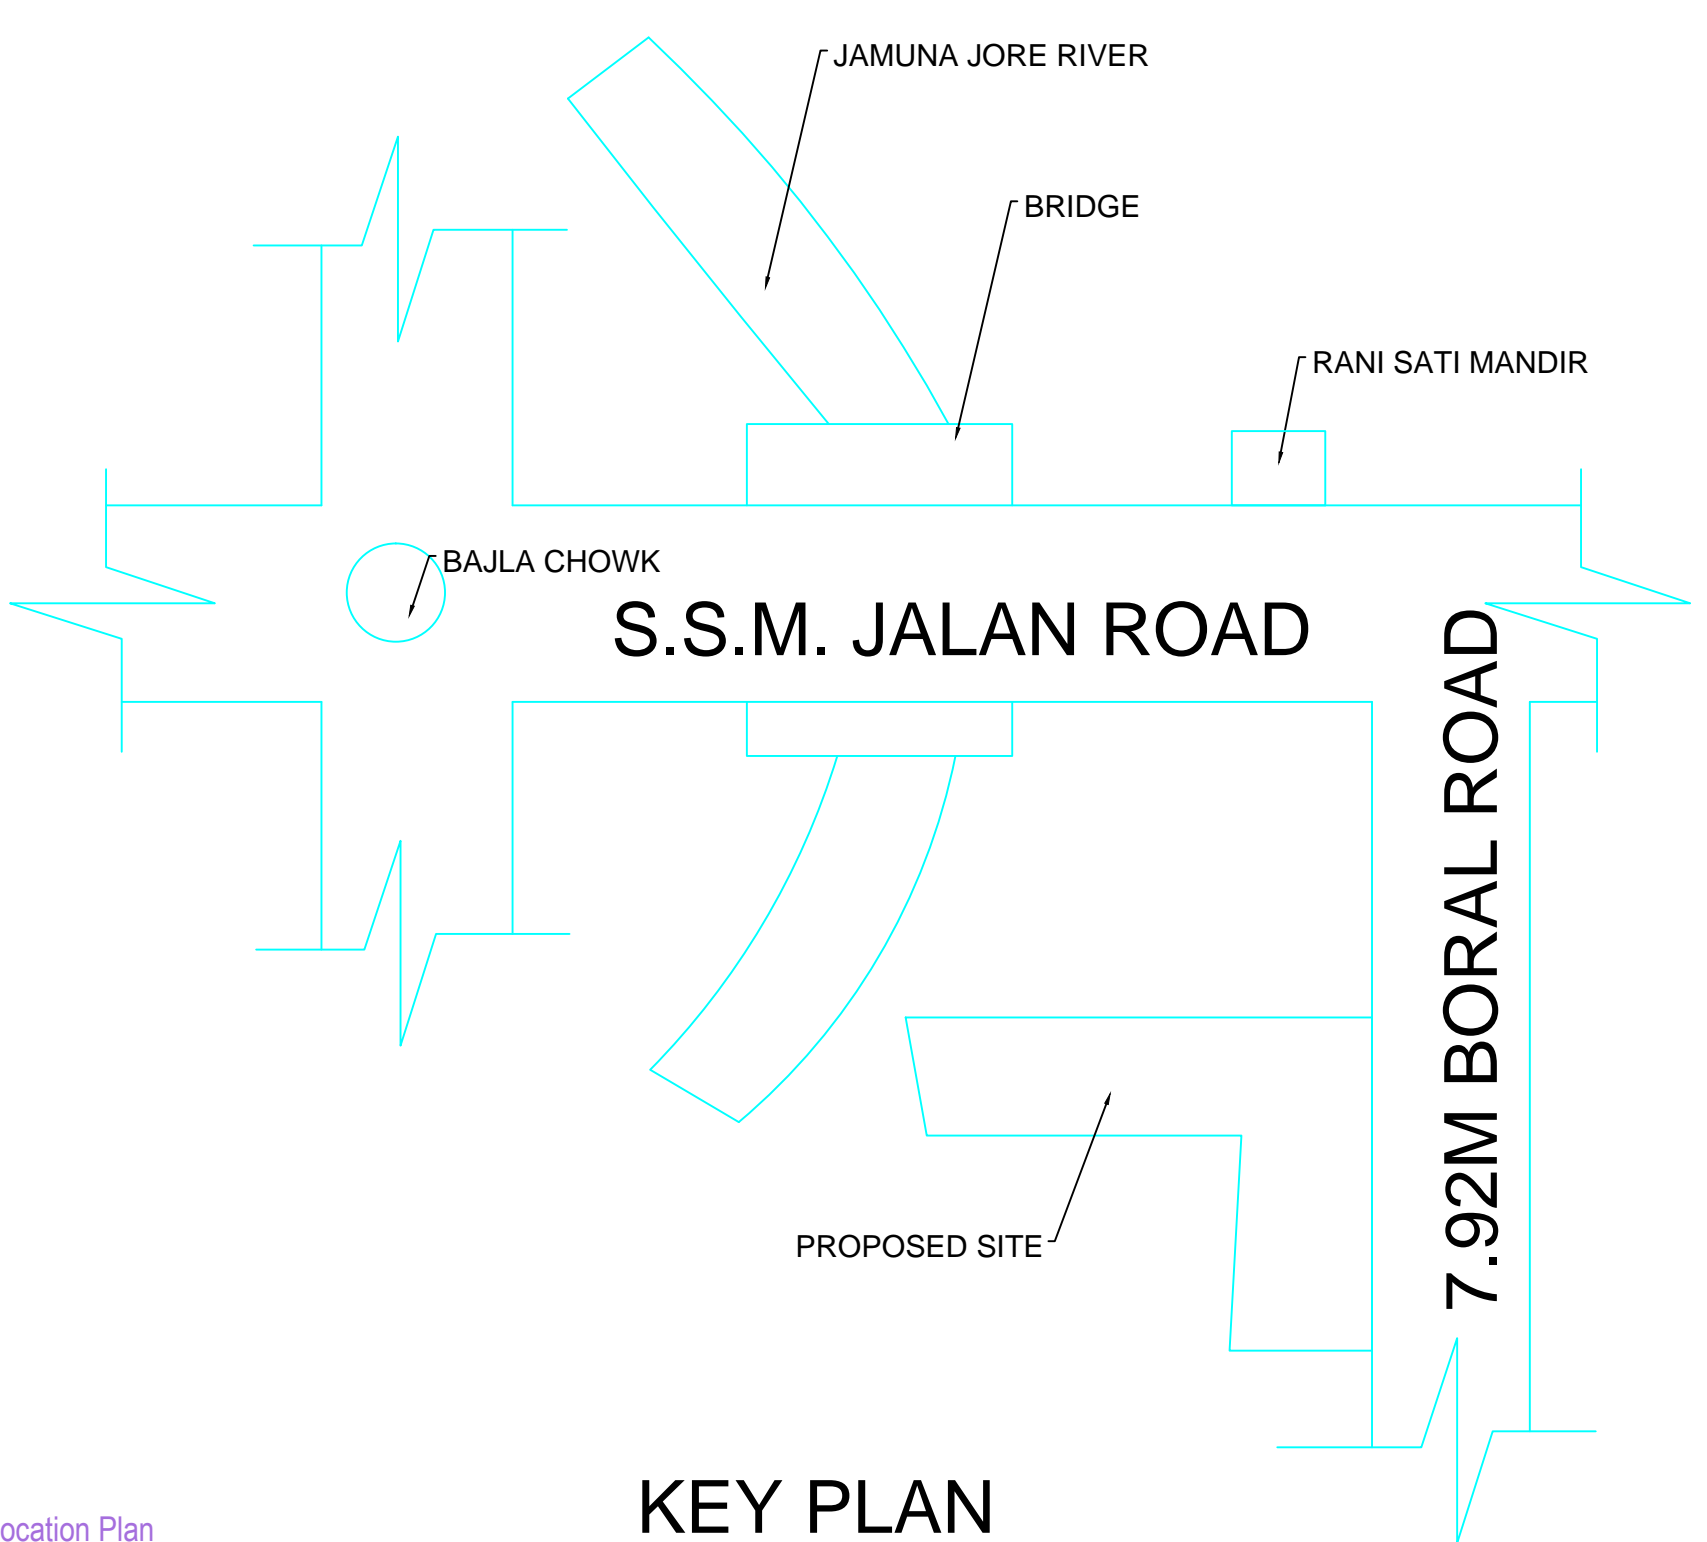 JAMUNA JORE RIVER
BRIDGE
RANI SATI MANDIR
BAJLA CHOWK
S.S.M. JALAN ROAD
7.92M BORAL ROAD
PROPOSED SITE
KEY PLAN
ocation Plan